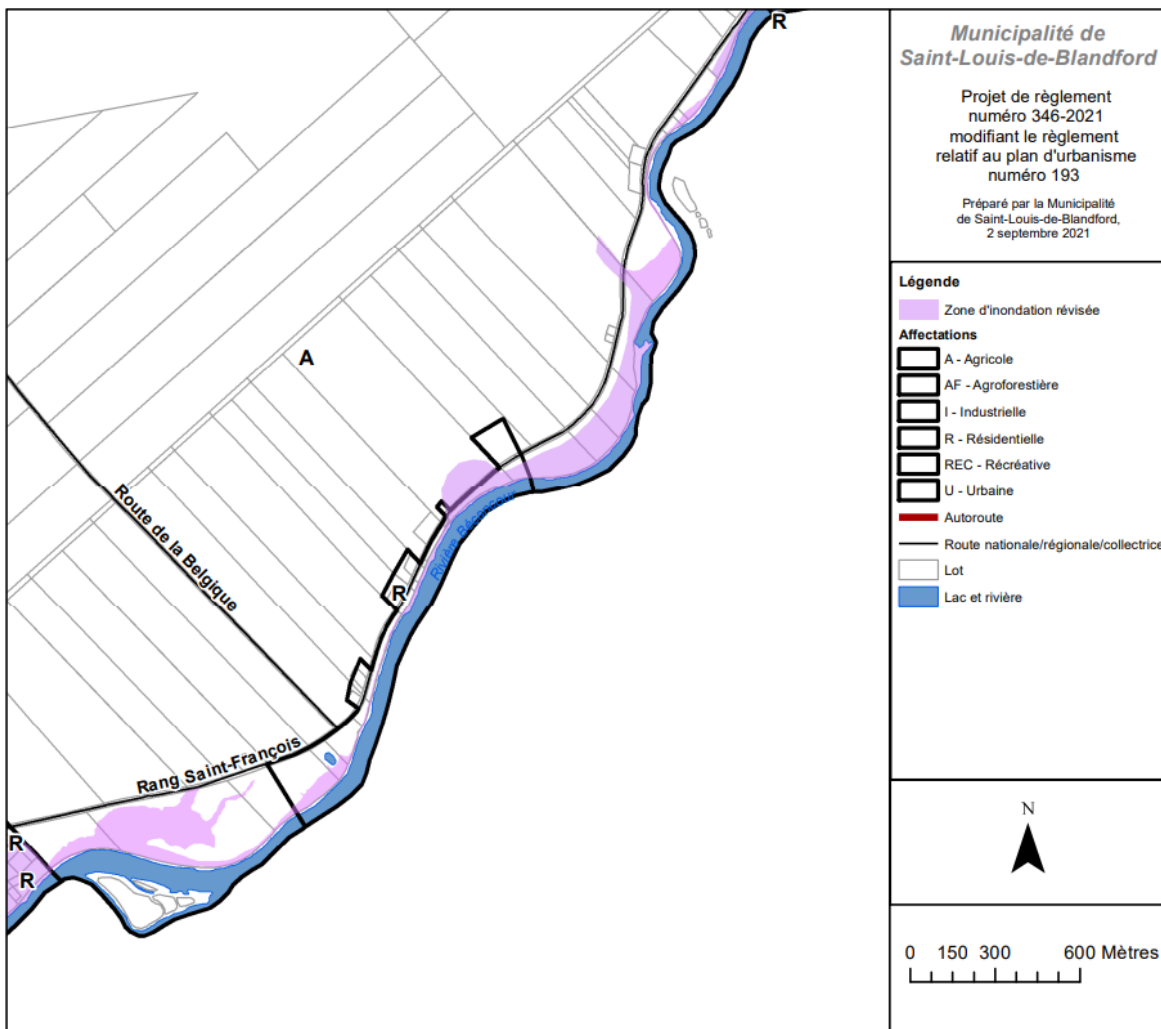 R
Municipalité de
Saint-Louis-de-Blandford
Projet de règlement
numéro 346-2021
modifiant le règlement
relatif au plan d'urbanisme
numéro 193
Préparé par la Municipalité
de Saint-Louis-de-Blandford,
2 septembre 2021
Légende
Zone d'inondation révisée
Affectations
A - Agricole
AF - Agroforestière
I - Industrielle
R - Résidentielle
REC - Récréative
U - Urbaine
Autoroute
Route nationale/régionale/collectrice
Lot
Lac et rivière
A
Route de la Belgique
Rivière Bécancour
R
Rang Saint-François
R
R
N
0 150 300 600 Mètres